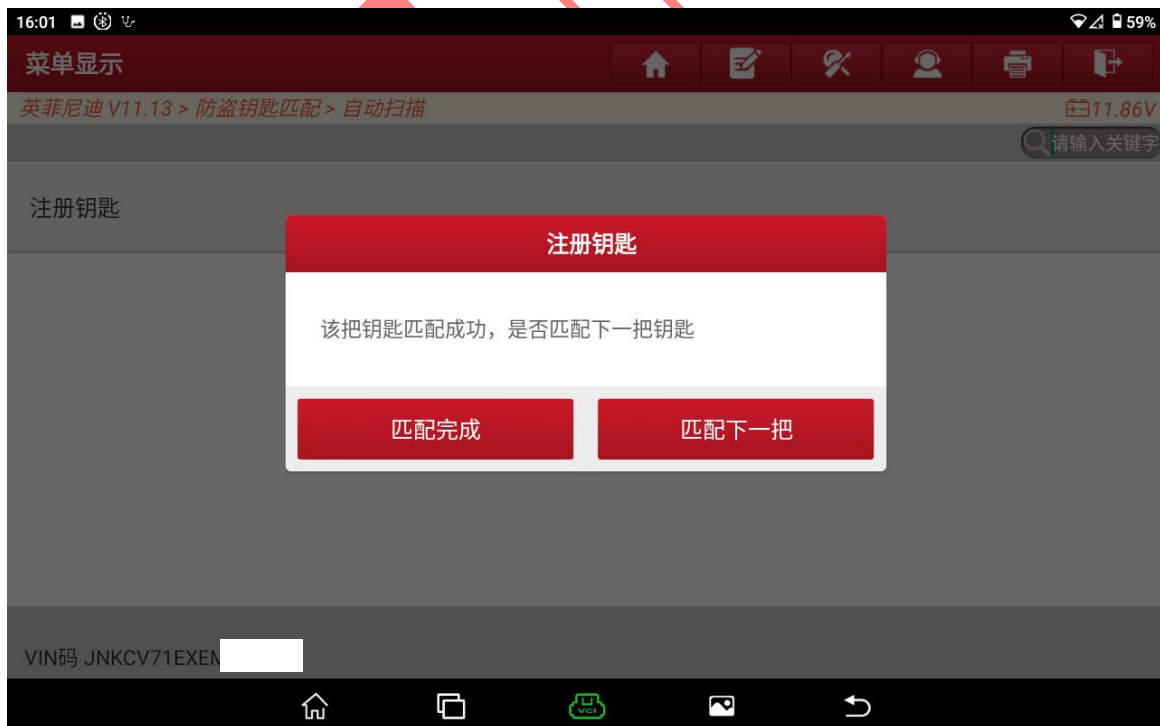 16:01 59%
菜单显示
英菲尼迪 V11.13 > 防盗钥匙匹配 > 自动扫描 11.86V
请输入关键字
注册钥匙
注册钥匙
该把钥匙匹配成功，是否匹配下一把钥匙
匹配完成 匹配下一把
VIN码 JNKCV71EXEM
VCI